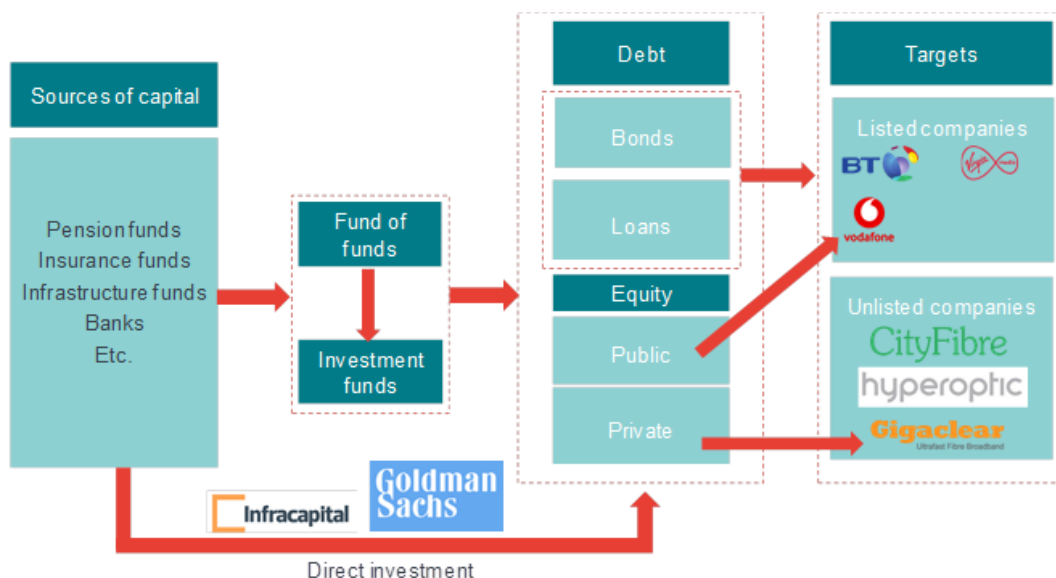 Sources of capital
Pension funds
Insurance funds
Infrastructure funds
Banks
Etc.
Fund of
funds
Investment
funds
Debt
Bonds
Loans
Equity
Public
Private
Targets
Listed companies
BT
Virgin
media
vodafone
Unlisted companies
CityFibre
hyperoptic
Gigaclear
Ultrafast Fibre Broadband
Infracapital
Goldman
Sachs
Direct investment